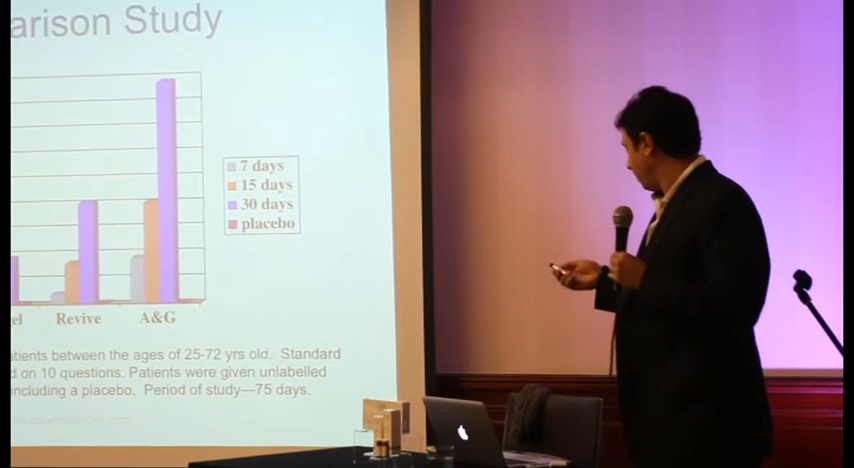 arison Study
7 days
15 days
30 days
placebo
Revive
A&G
atients between the ages of 25-72 yrs old. Standard
d on 10 questions. Patients were given unlabelled
including a placebo. Period of study—75 days.